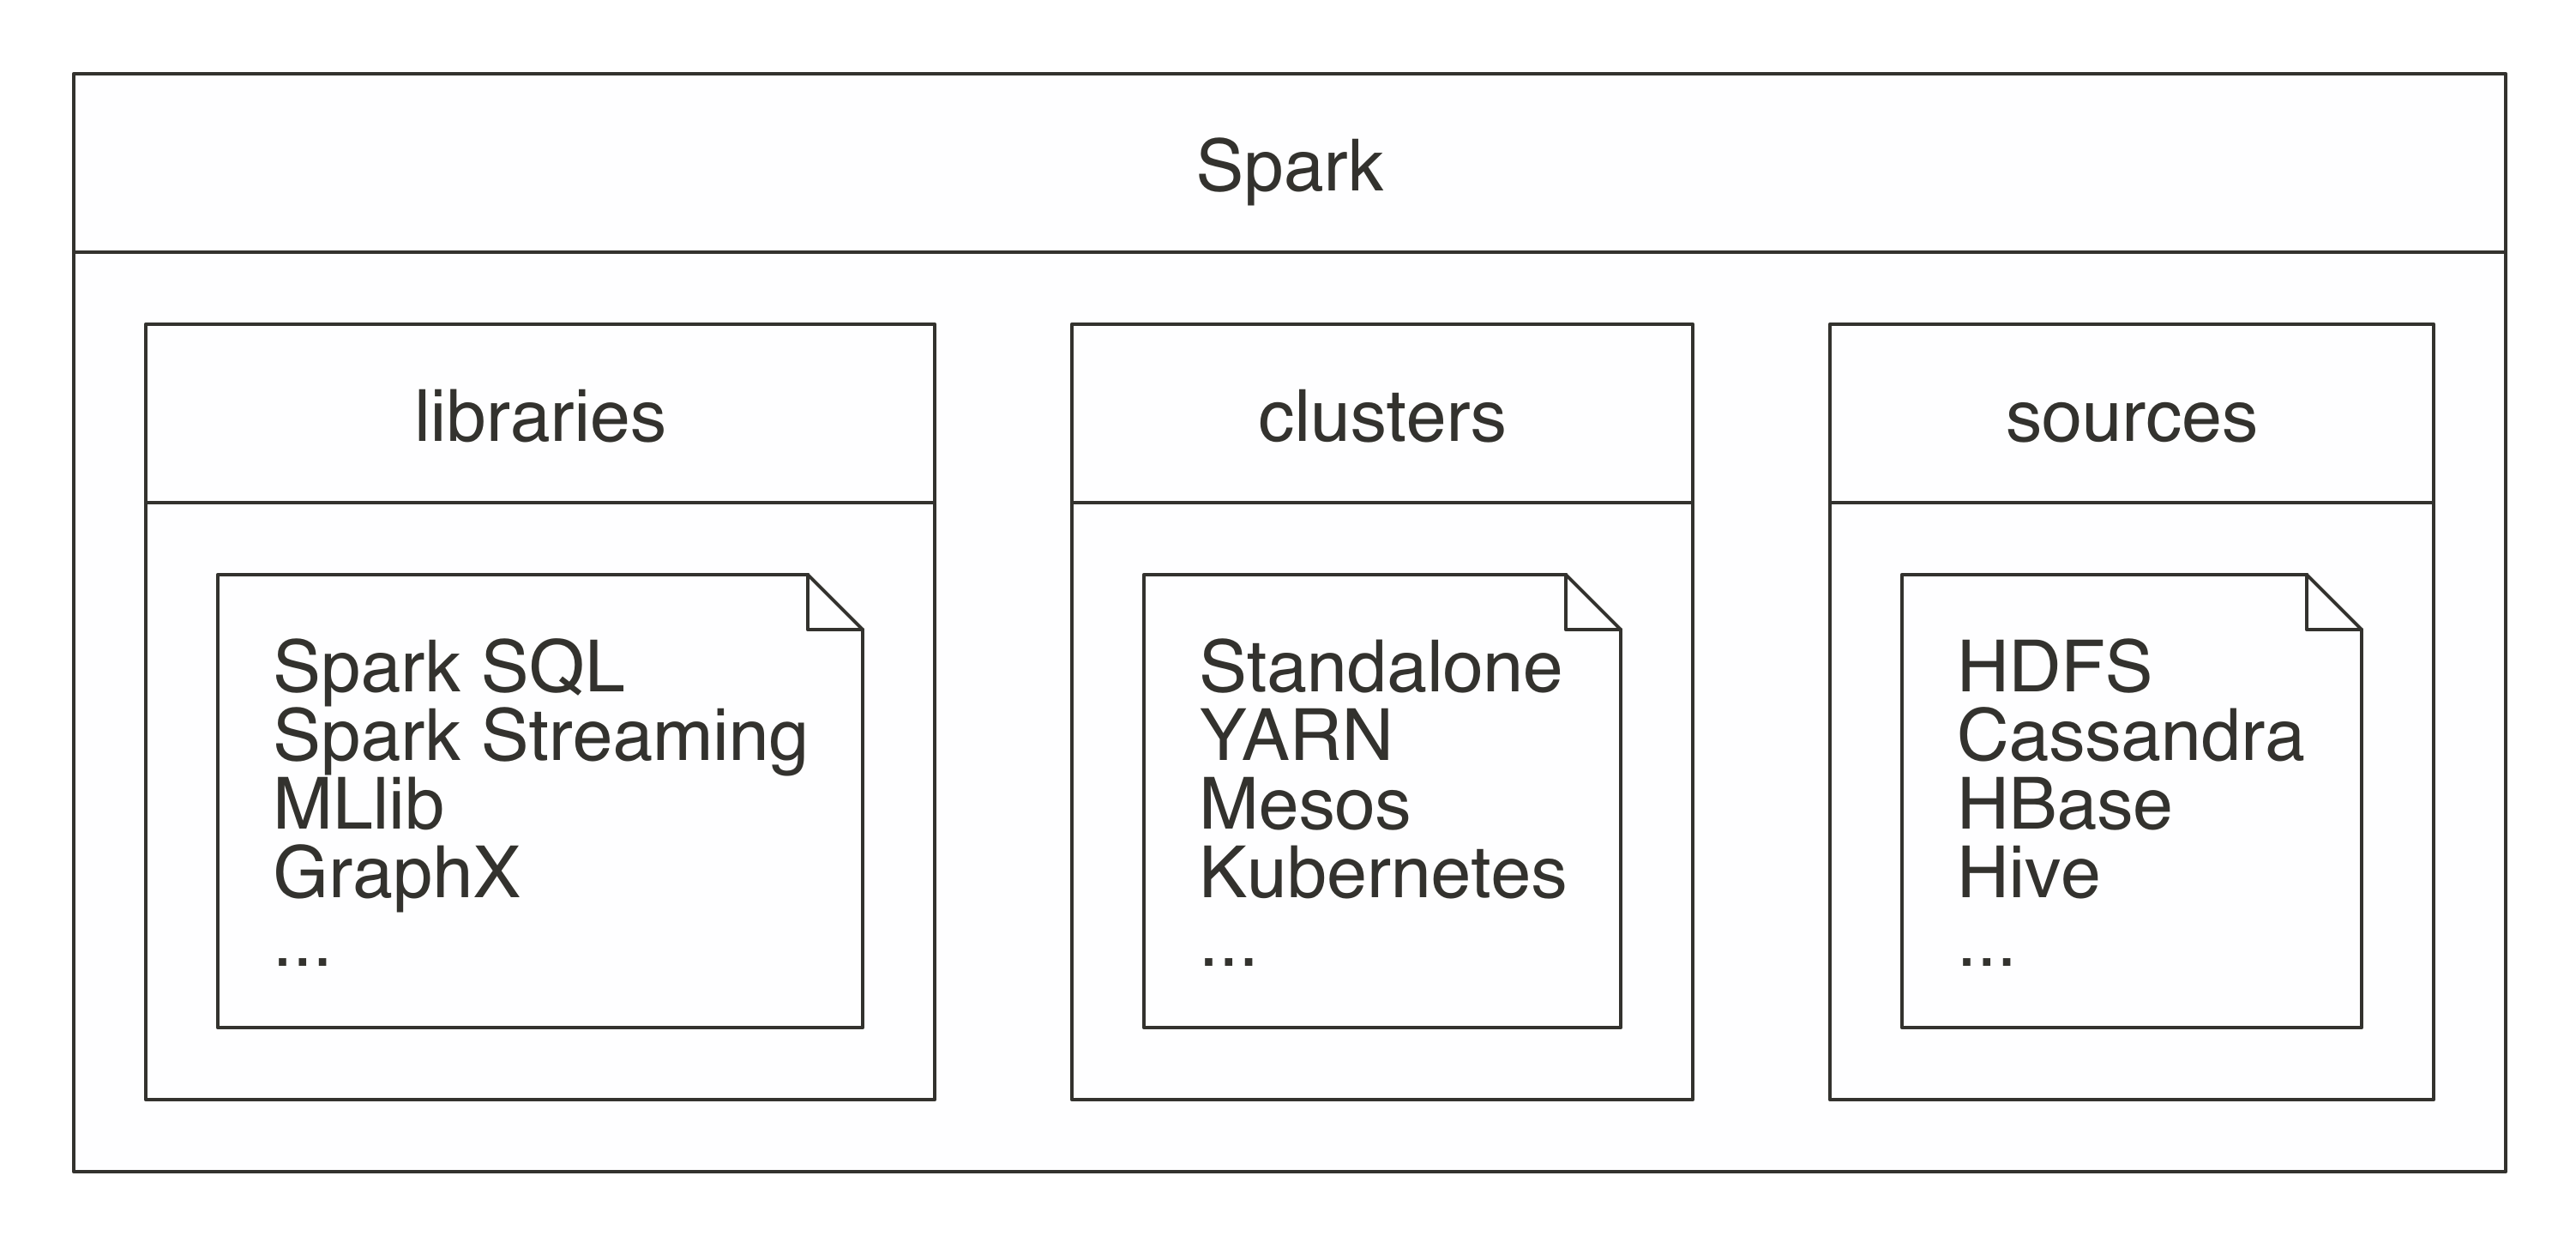 Spark
libraries
Spark SQL
Spark Streaming
MLlib
GraphX
...
clusters
Standalone
YARN
Mesos
Kubernetes
...
sources
HDFS
Cassandra
HBase
Hive
...